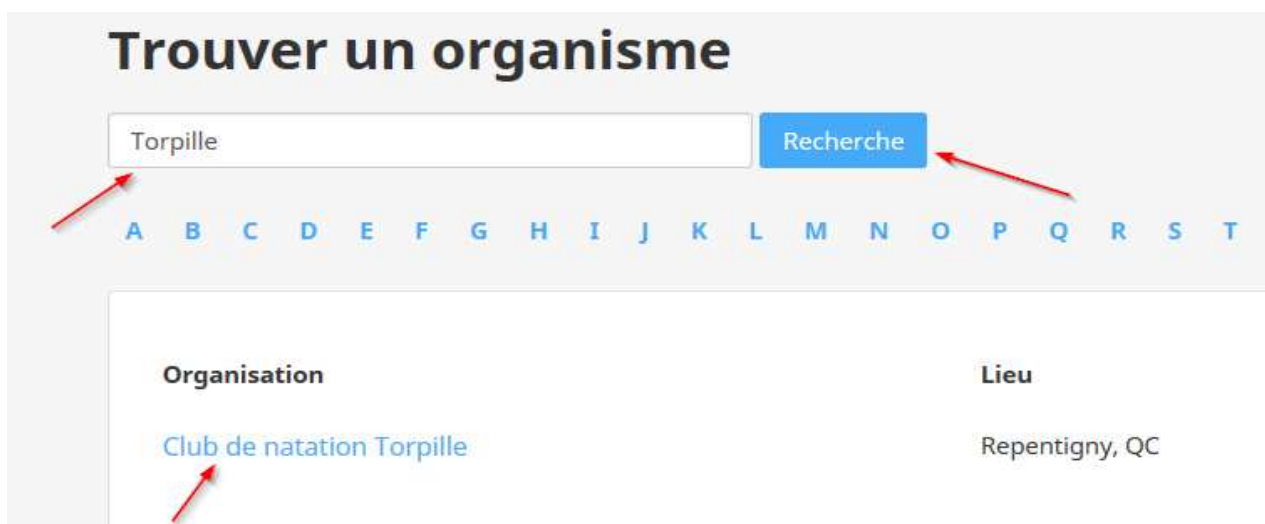 Trouver un organisme
Torpille Recherche
A B C D E F G H I J K L M N O P Q R S T
Organisation Lieu
Club de natation Torpille Repentigny, QC